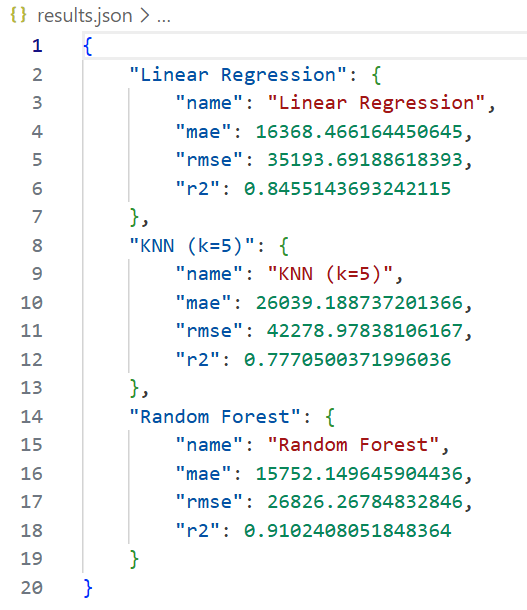 {} results.json > ...
1 {
2     "Linear Regression": {
3         "name": "Linear Regression",
4         "mae": 16368.466164450645,
5         "rmse": 35193.69188618393,
6         "r2": 0.8455143693242115
7     },
8     "KNN (k=5)": {
9         "name": "KNN (k=5)",
10         "mae": 26039.188737201366,
11         "rmse": 42278.97838106167,
12         "r2": 0.7770500371996036
13     },
14     "Random Forest": {
15         "name": "Random Forest",
16         "mae": 15752.149645904436,
17         "rmse": 26826.26784832846,
18         "r2": 0.9102408051848364
19     }
20 }